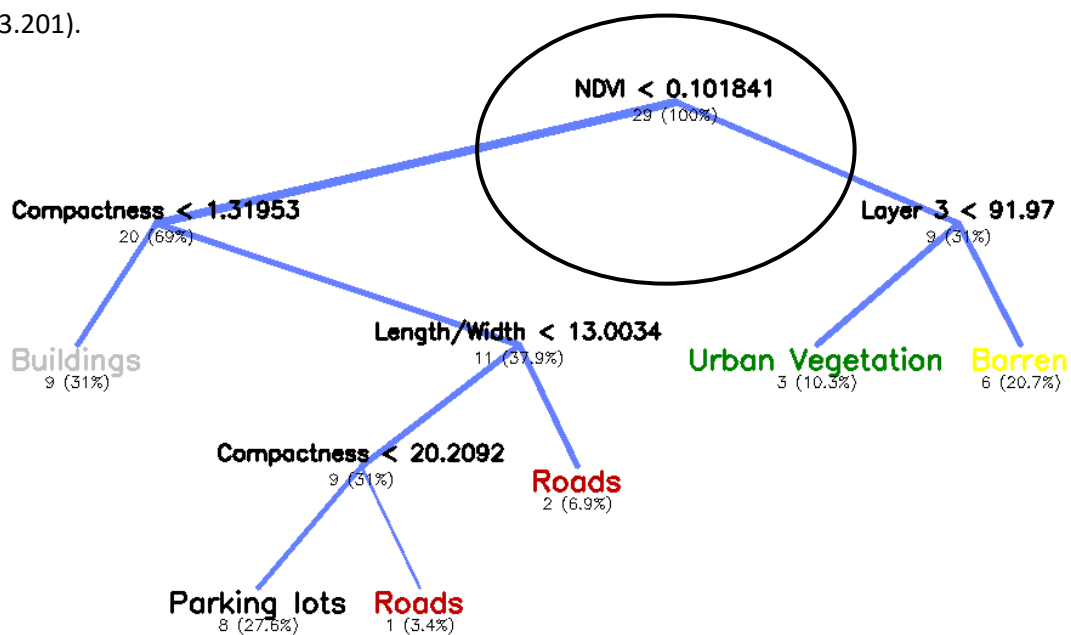 3.201).
NDVI < 0.101841
29 (100%)
Compactness < 1.31953
20 (69%)
Layer 3 < 91.97
9 (31%)
Length/Width < 13.0034
11 (37.9%)
Buildings
9 (31%)
Urban Vegetation
3 (10.3%)
Barren
6 (20.7%)
Compactness < 20.2092
9 (31%)
Roads
2 (6.9%)
Parking lots
8 (27.6%)
Roads
1 (3.4%)